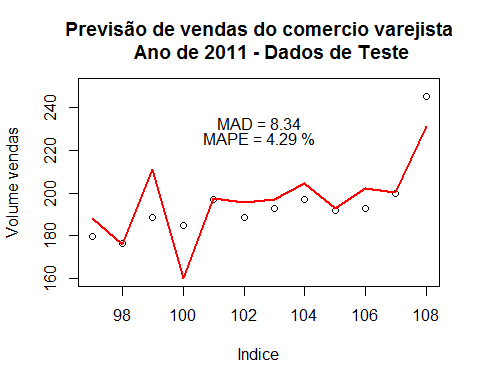 Previsão de vendas do comercio varejista
Ano de 2011 - Dados de Teste
MAD = 8.34
MAPE = 4.29 %
Volume vendas
240
220
200
180
160
98
100
102
104
106
108
Indice